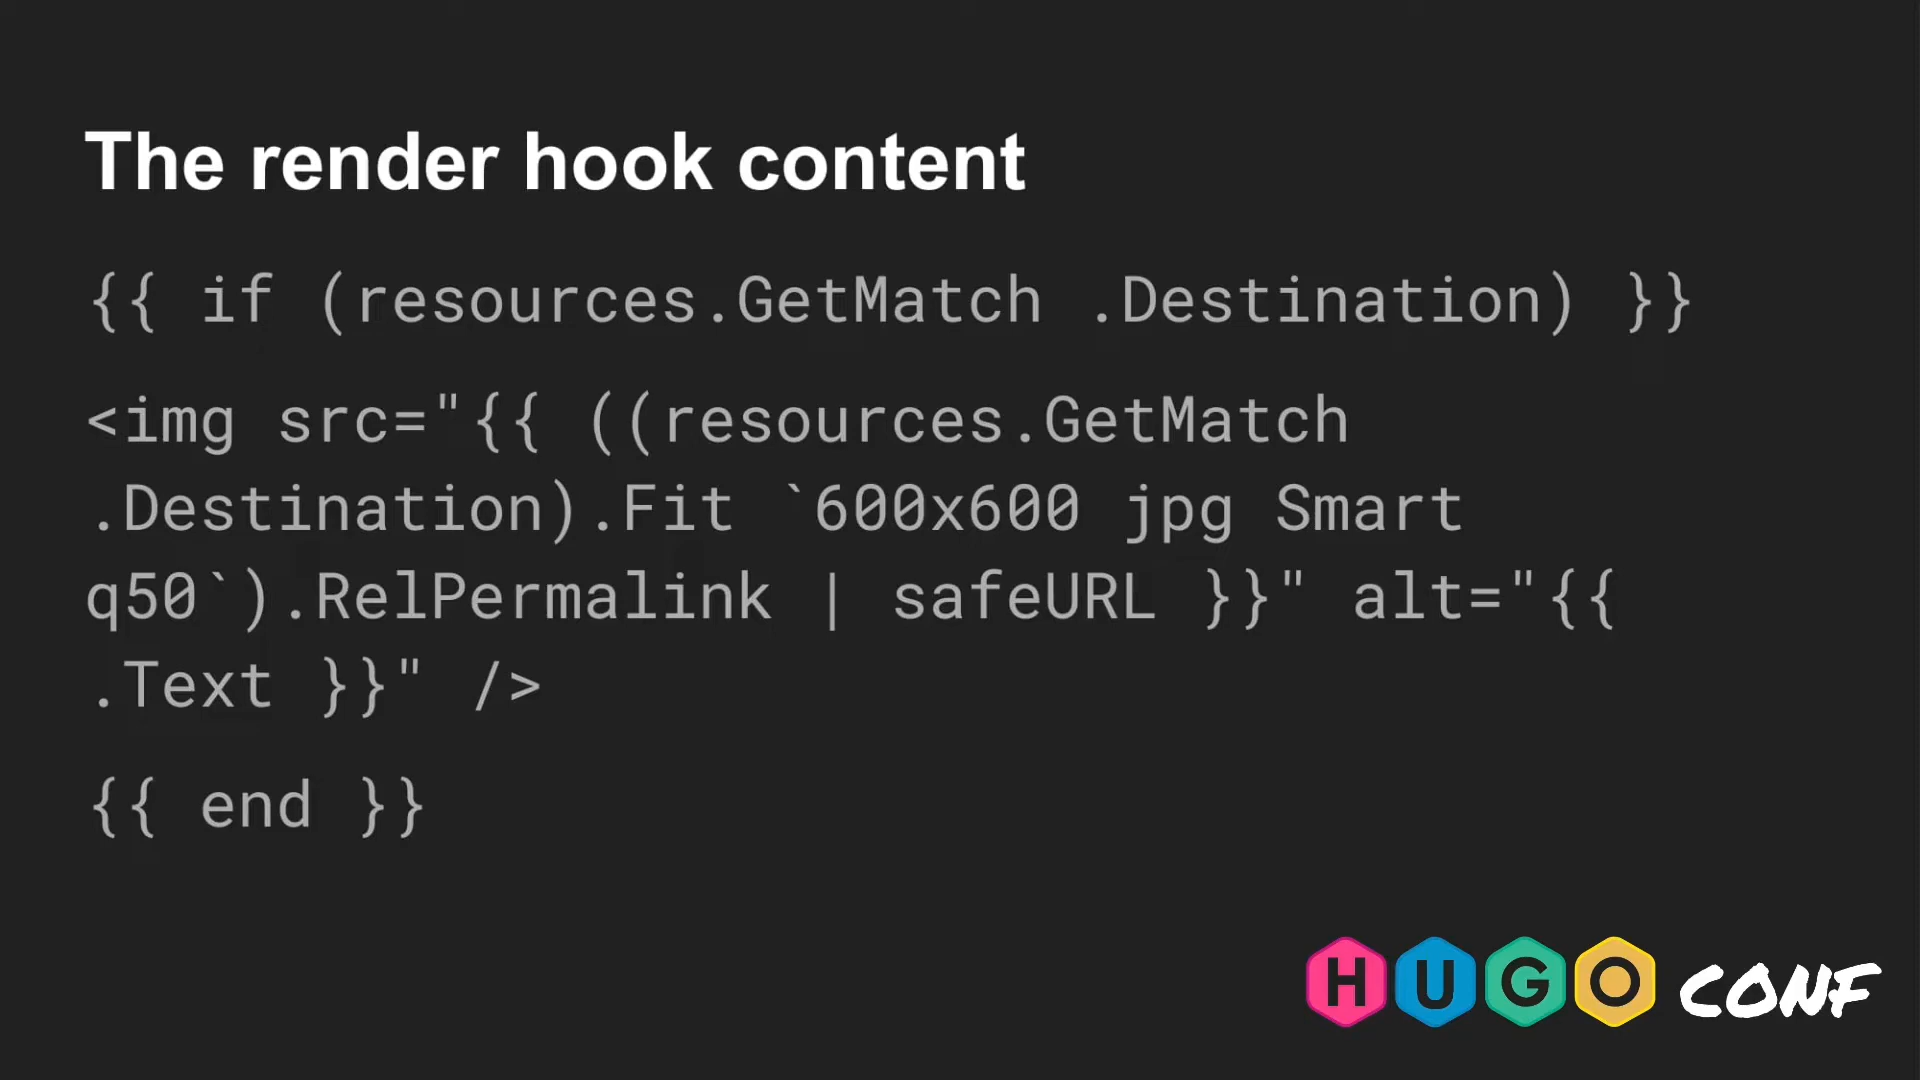 The render hook content
{{ if (resources.GetMatch .Destination) }}
<img src="{{ ((resources.GetMatch
.Destination).Fit `600x600 jpg Smart
q50`).RelPermalink | safeURL }}" alt="{{
.Text }}" />
{{ end }}
HUGO CONF